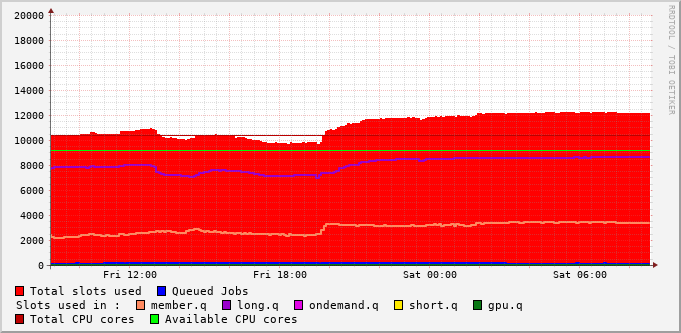 20000
18000
16000
14000
12000
10000
8000
6000
4000
2000
0
Fri 12:00 Fri 18:00 Sat 00:00 Sat 06:00
RRDTOOL / TOBI OETIKER
Total slots used Queued Jobs
Slots used in : member.q long.q ondemand.q short.q gpu.q
Total CPU cores Available CPU cores